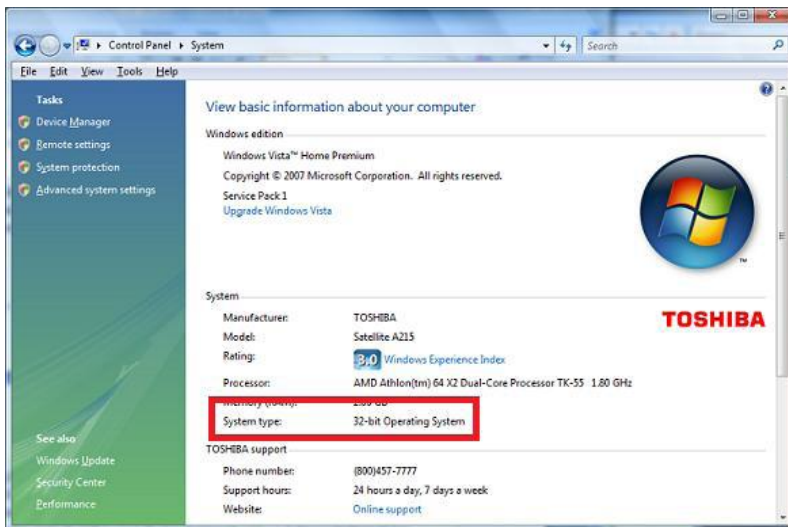 Control Panel ▸ System
Search
File Edit View Tools Help
Tasks
Device Manager
Remote settings
System protection
Advanced system settings
See also
Windows Update
Security Center
Performance
View basic information about your computer
Windows edition
Windows Vista™ Home Premium
Copyright © 2007 Microsoft Corporation. All rights reserved.
Service Pack 1
Upgrade Windows Vista
TM
System
Manufacturer: TOSHIBA
TOSHIBA
Model: Satellite A215
Rating: 3,0 Windows Experience Index
Processor: AMD Athlon(tm) 64 X2 Dual-Core Processor TK-55 1.80 GHz
Memory (RAM):
System type: 32-bit Operating System
TOSHIBA support
Phone number: (800)457-7777
Support hours: 24 hours a day, 7 days a week
Website: Online support